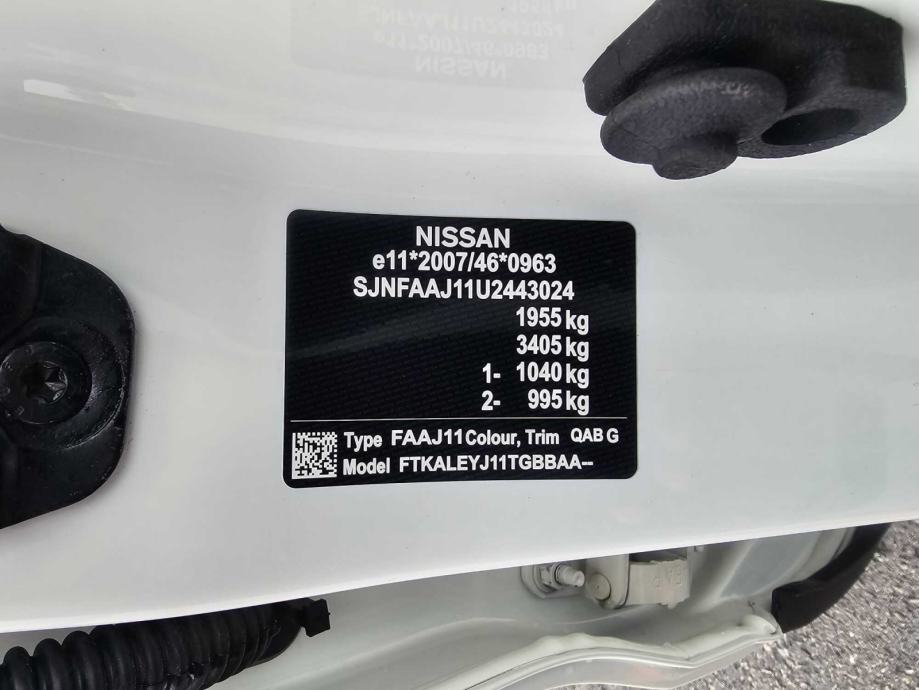 NISSAN
e11*2007/46*0963
SJNFAAJ11U2443024
1955 kg
3405 kg
1- 1040 kg
2- 995 kg
Type FAAJ11 Colour, Trim QAB G
Model FTKALEYJ11TGBBAA--